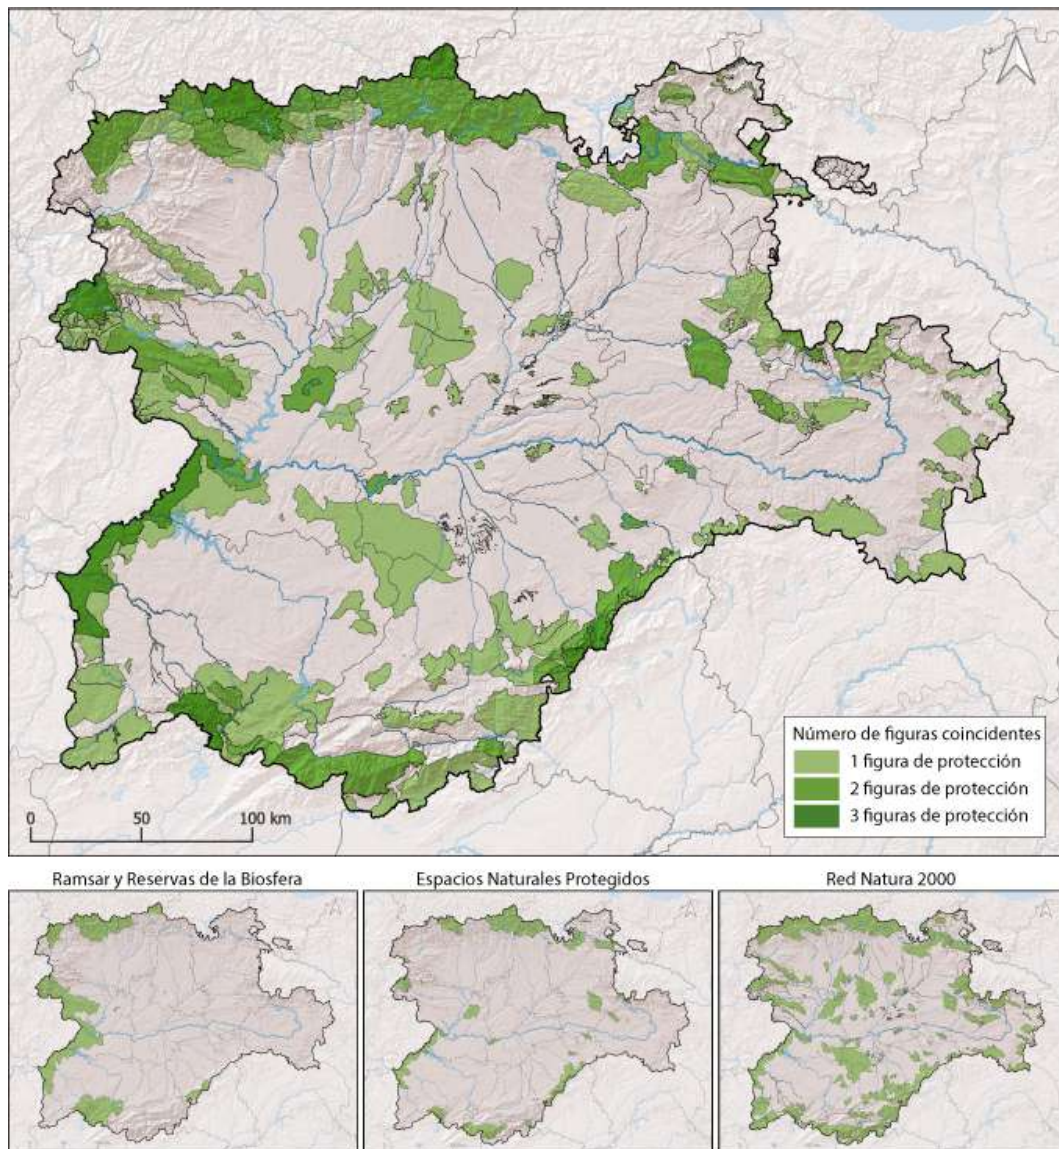 Número de figuras coincidentes
1 figura de protección
2 figuras de protección
3 figuras de protección
0 50 100 km
Ramsar y Reservas de la Biosfera
Espacios Naturales Protegidos
Red Natura 2000